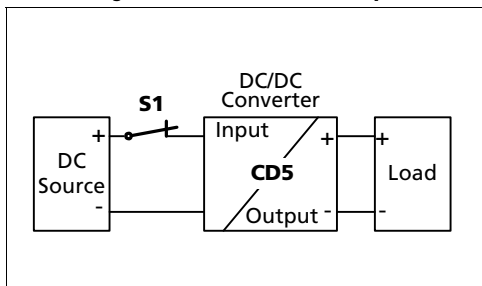 DC/DC
Converter
S1
Input
CD5
Output
DC
Source
Load
+
-
+
-
+
-